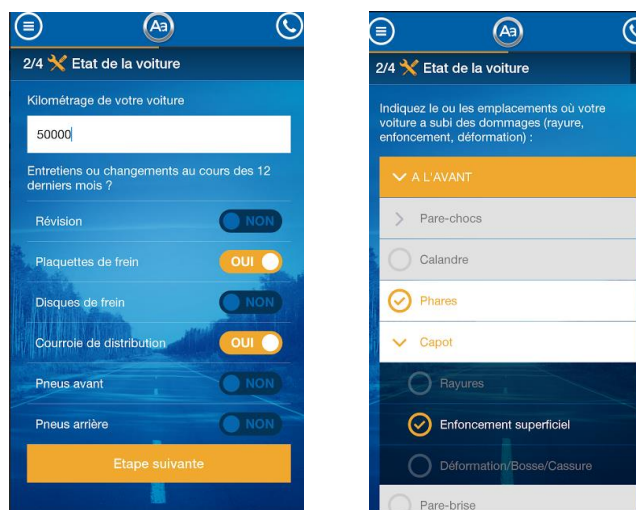 Aa
2/4 Etat de la voiture
Kilométrage de votre voiture
50000
Entretiens ou changements au cours des 12
derniers mois ?
Révision NON
Plaquettes de frein OUI
Disques de frein NON
Courroie de distribution OUI
Pneus avant NON
Pneus arrière NON
Etape suivante
Aa
2/4 Etat de la voiture
Indiquez le ou les emplacements où votre
voiture a subi des dommages (rayure,
enfoncement, déformation) :
A L'AVANT
Pare-chocs
Calandre
Phares
Capot
Rayures
Enfoncement superficiel
Déformation/Bosse/Cassure
Pare-brise